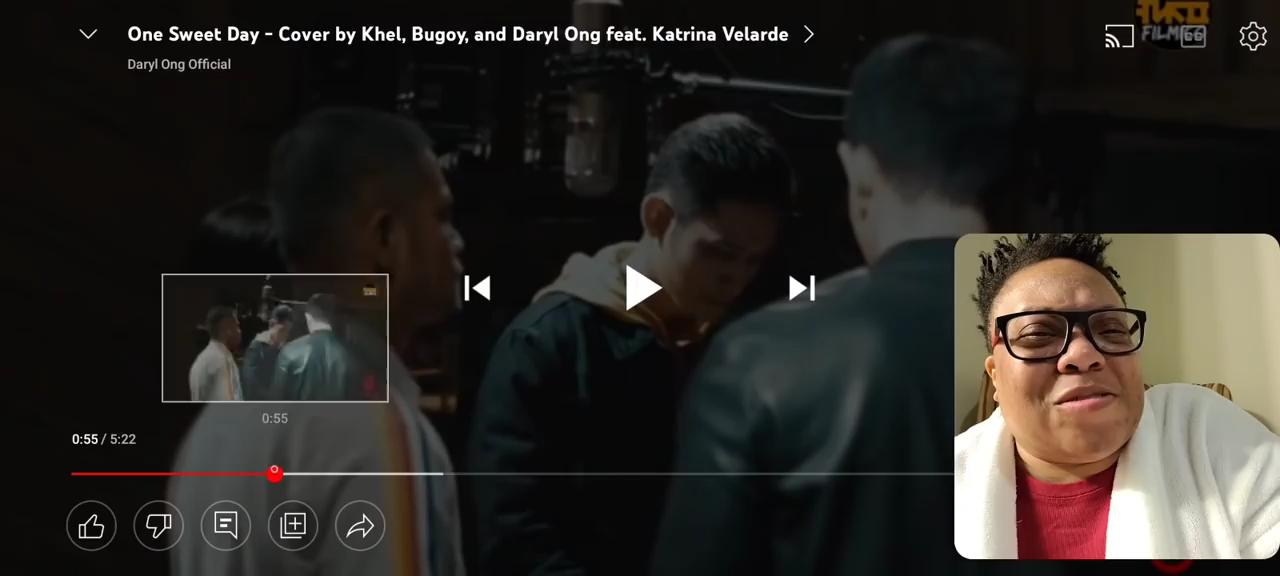 One Sweet Day - Cover by Khel, Bugoy, and Daryl Ong feat. Katrina Velarde
Daryl Ong Official
FILMIGO
0:55
0:55 / 5:22